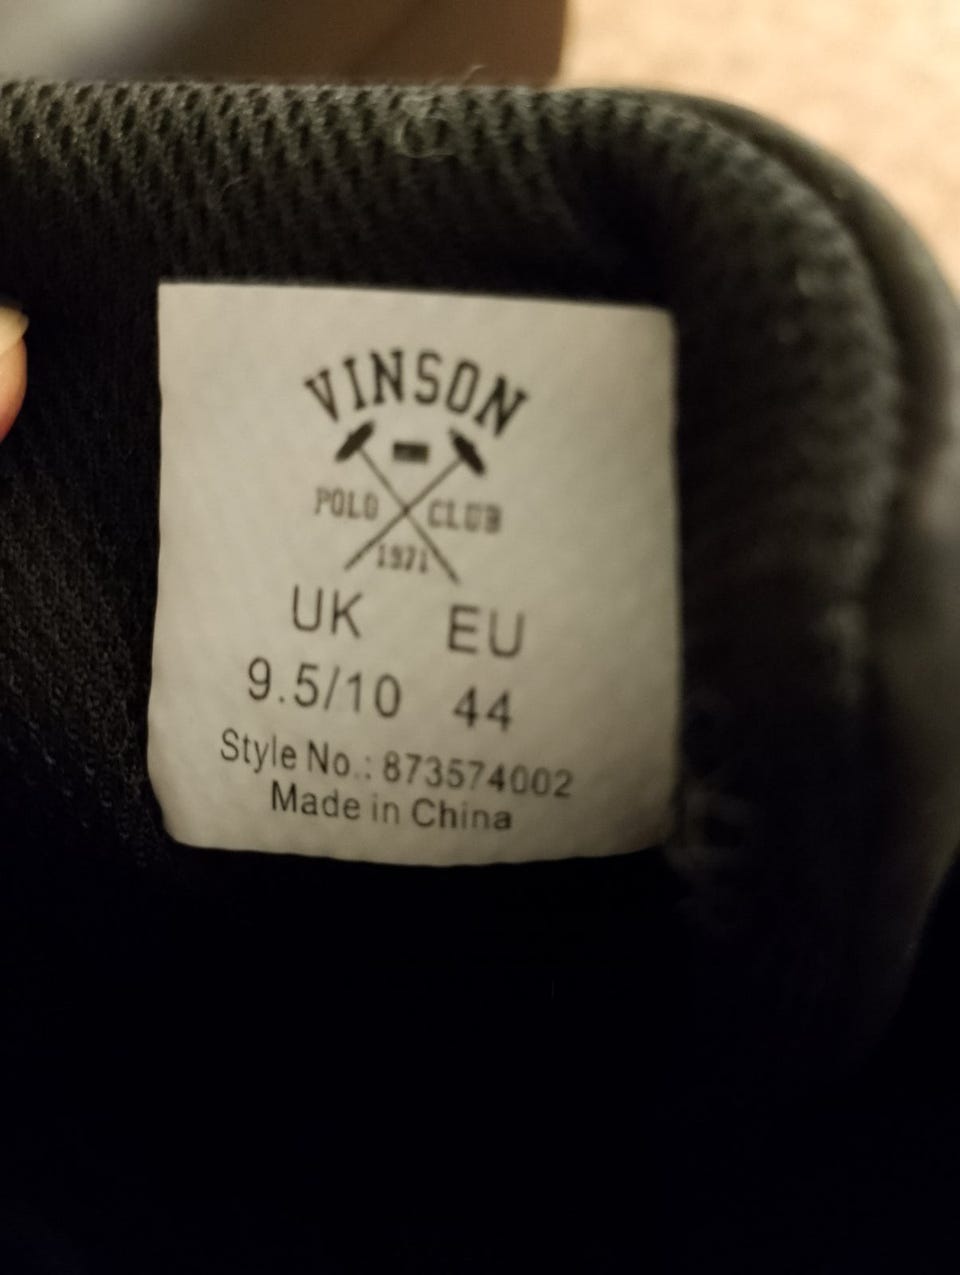 VINSON
POLO CLUB
1971
UK EU
9.5/10 44
Style No.: 873574002
Made in China